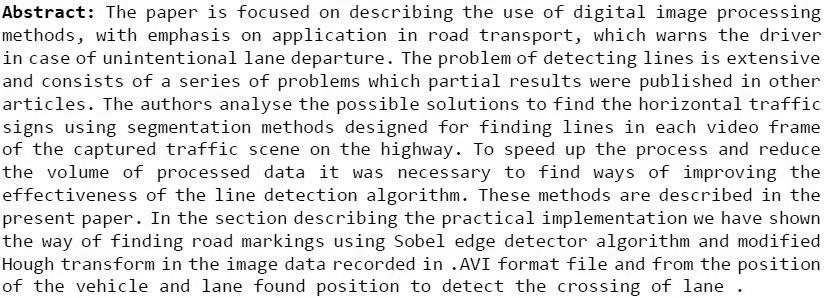 Abstract: The paper is focused on describing the use of digital image processing
methods, with emphasis on application in road transport, which warns the driver
in case of unintentional lane departure. The problem of detecting lines is extensive
and consists of a series of problems which partial results were published in other
articles. The authors analyse the possible solutions to find the horizontal traffic
signs using segmentation methods designed for finding lines in each video frame
of the captured traffic scene on the highway. To speed up the process and reduce
the volume of processed data it was necessary to find ways of improving the
effectiveness of the line detection algorithm. These methods are described in the
present paper. In the section describing the practical implementation we have shown
the way of finding road markings using Sobel edge detector algorithm and modified
Hough transform in the image data recorded in .AVI format file and from the position
of the vehicle and lane found position to detect the crossing of lane .